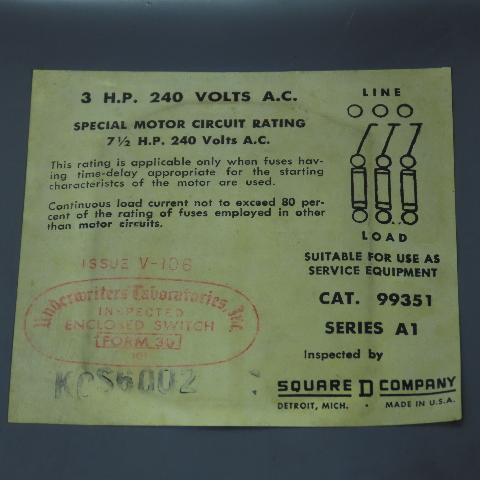 3 H.P. 240 VOLTS A.C.
SPECIAL MOTOR CIRCUIT RATING
7 1/2 H.P. 240 Volts A.C.
This rating is applicable only when fuses hav-
ing time-delay appropriate for the starting
characteristcs of the motor are used.
Continuous load current not to exceed 80 per-
cent of the rating of fuses employed in other
than motor circuits.
LINE
LOAD
SUITABLE FOR USE AS
SERVICE EQUIPMENT
CAT. 99351
SERIES A1
Inspected by
SQUARE D COMPANY
DETROIT, MICH. • MADE IN U.S.A.
ISSUE V-106
Underwriters Laboratories, Inc.
INSPECTED
ENCLOSED SWITCH
FORM 30
KCS6002